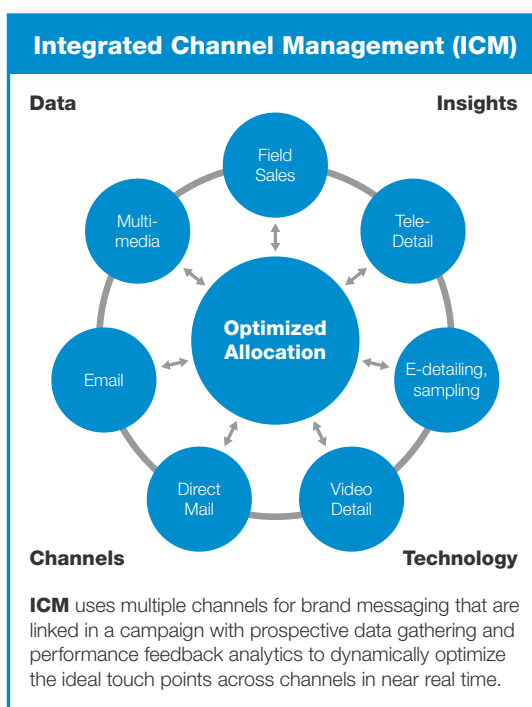 Integrated Channel Management (ICM)
Data
Insights
Field
Sales
Multi-
media
Tele-
Detail
Optimized
Allocation
Email
E-detailing,
sampling
Direct
Mail
Video
Detail
Channels
Technology
ICM uses multiple channels for brand messaging that are
linked in a campaign with prospective data gathering and
performance feedback analytics to dynamically optimize
the ideal touch points across channels in near real time.